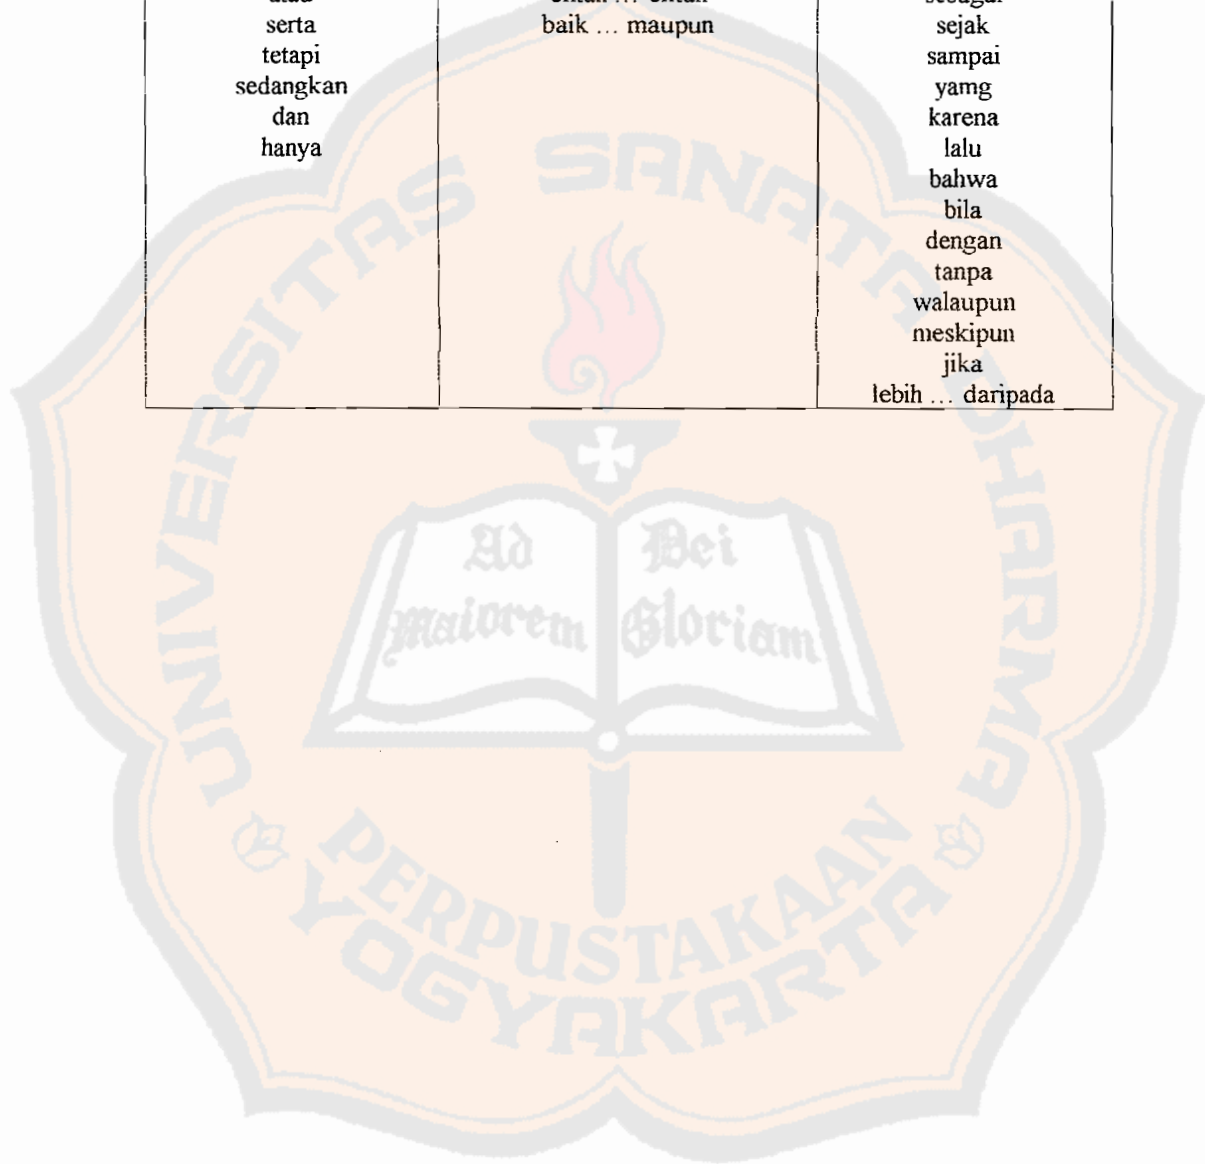 serta baik ... maupun sejak
tetapi sampai
sedangkan yamg
dan karena
hanya lalu
bahwa
bila
dengan
tanpa
walaupun
meskipun
jika
lebih ... daripada
UNIVERSITAS SANATA DHARMA
Ad Dei
Maiorem Gloriam
PERPUSTAKAAN
YOGYAKARTA